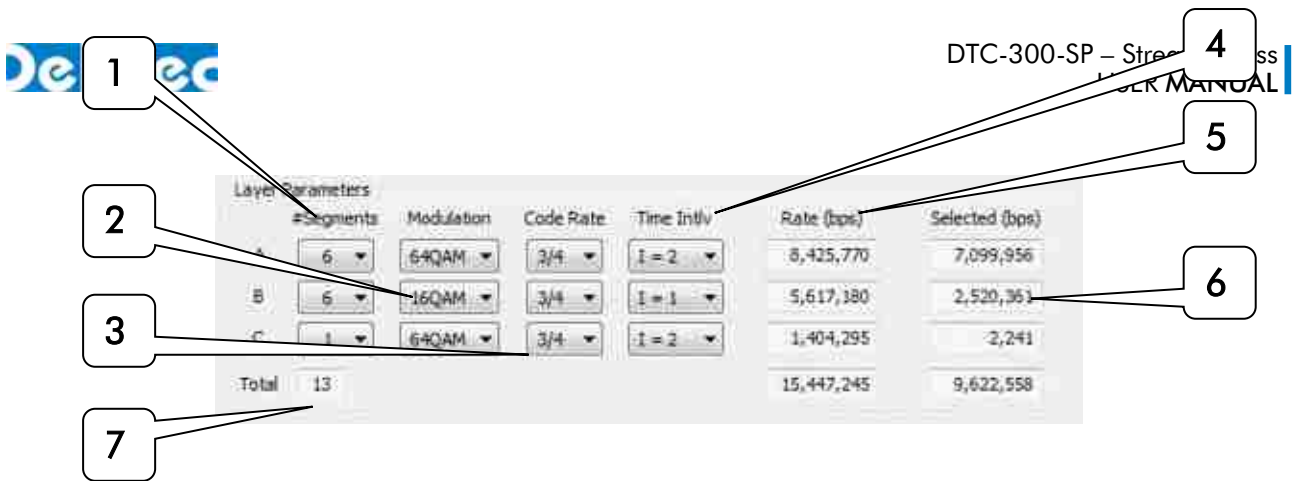 1
4
DTC-300-SP –
MANUAL
5
Layer Parameters
2
#Segments Modulation Code Rate Time Intlv Rate (bps) Selected (bps)
6 64QAM 3/4 I = 2 8,425,770 7,099,956
B 6 16QAM 3/4 I = 1 5,617,180 2,520,361
6
3
1 64QAM 3/4 I = 2 1,404,295 2,241
Total 13 15,447,245 9,622,558
7